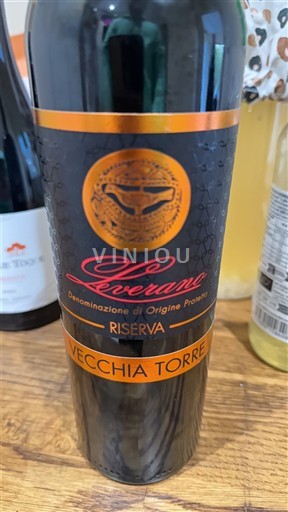 VINIOU
Leverano
Denominazione di Origine Protetta
RISERVA
VECCHIA TORRE